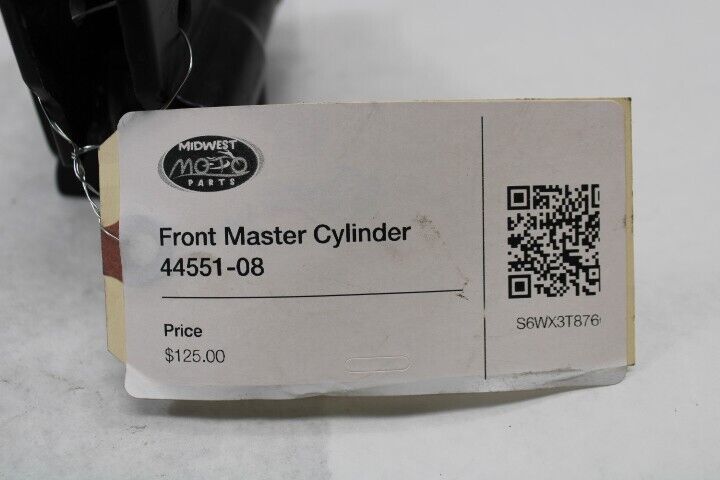 MIDWEST
MOTO
PARTS
Front Master Cylinder
44551-08
Price
$125.00
S6WX3T876